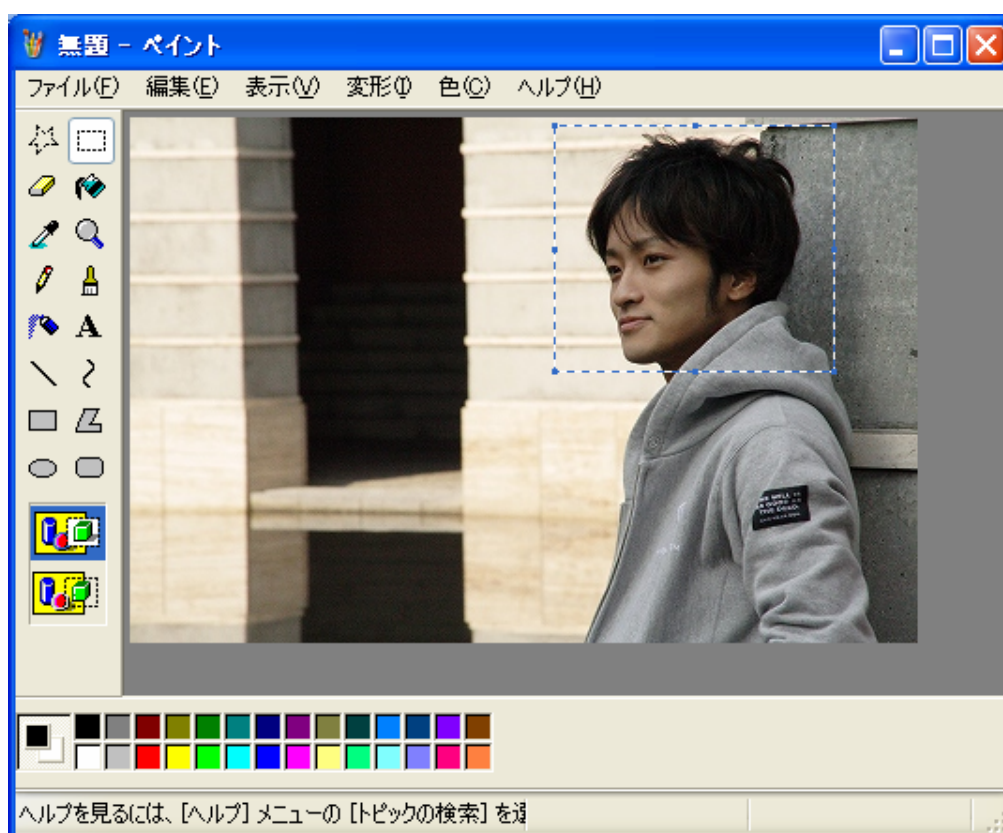 無題 - ペイント
ファイル(F) 編集(E) 表示(V) 変形(I) 色(C) ヘルプ(H)
A
THE DEAD.
ヘルプを見るには、[ヘルプ] メニューの [トピックの検索] を